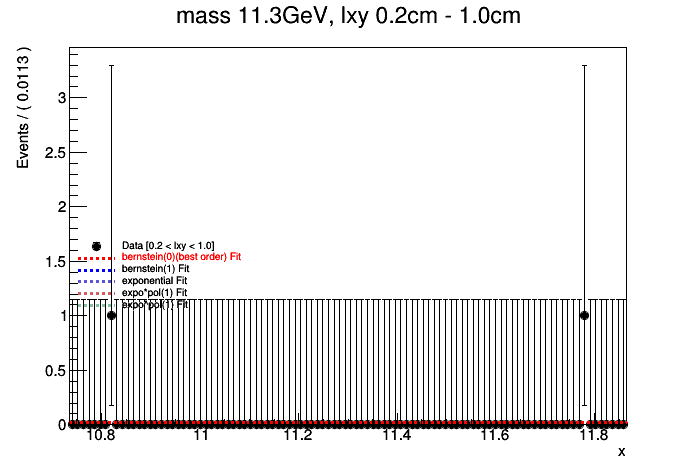 mass 11.3GeV, lxy 0.2cm - 1.0cm
Events / ( 0.0113 )
3
2.5
2
1.5
1
0.5
0
Data [0.2 < lxy < 1.0]
bernstein(0)(best order) Fit
bernstein(1) Fit
exponential Fit
expo*pol(1) Fit
expo*pol(1) Fit
10.8 11 11.2 11.4 11.6 11.8
x